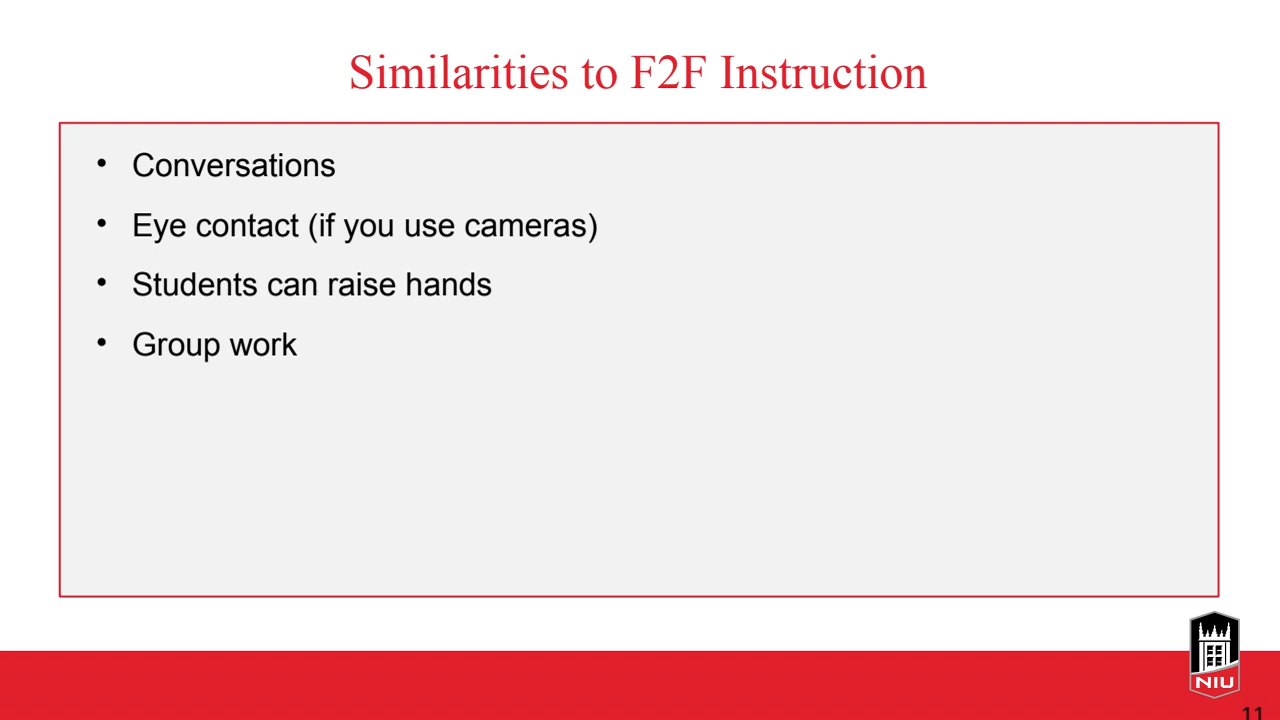 Similarities to F2F Instruction
• Conversations
• Eye contact (if you use cameras)
• Students can raise hands
• Group work
NIU
11